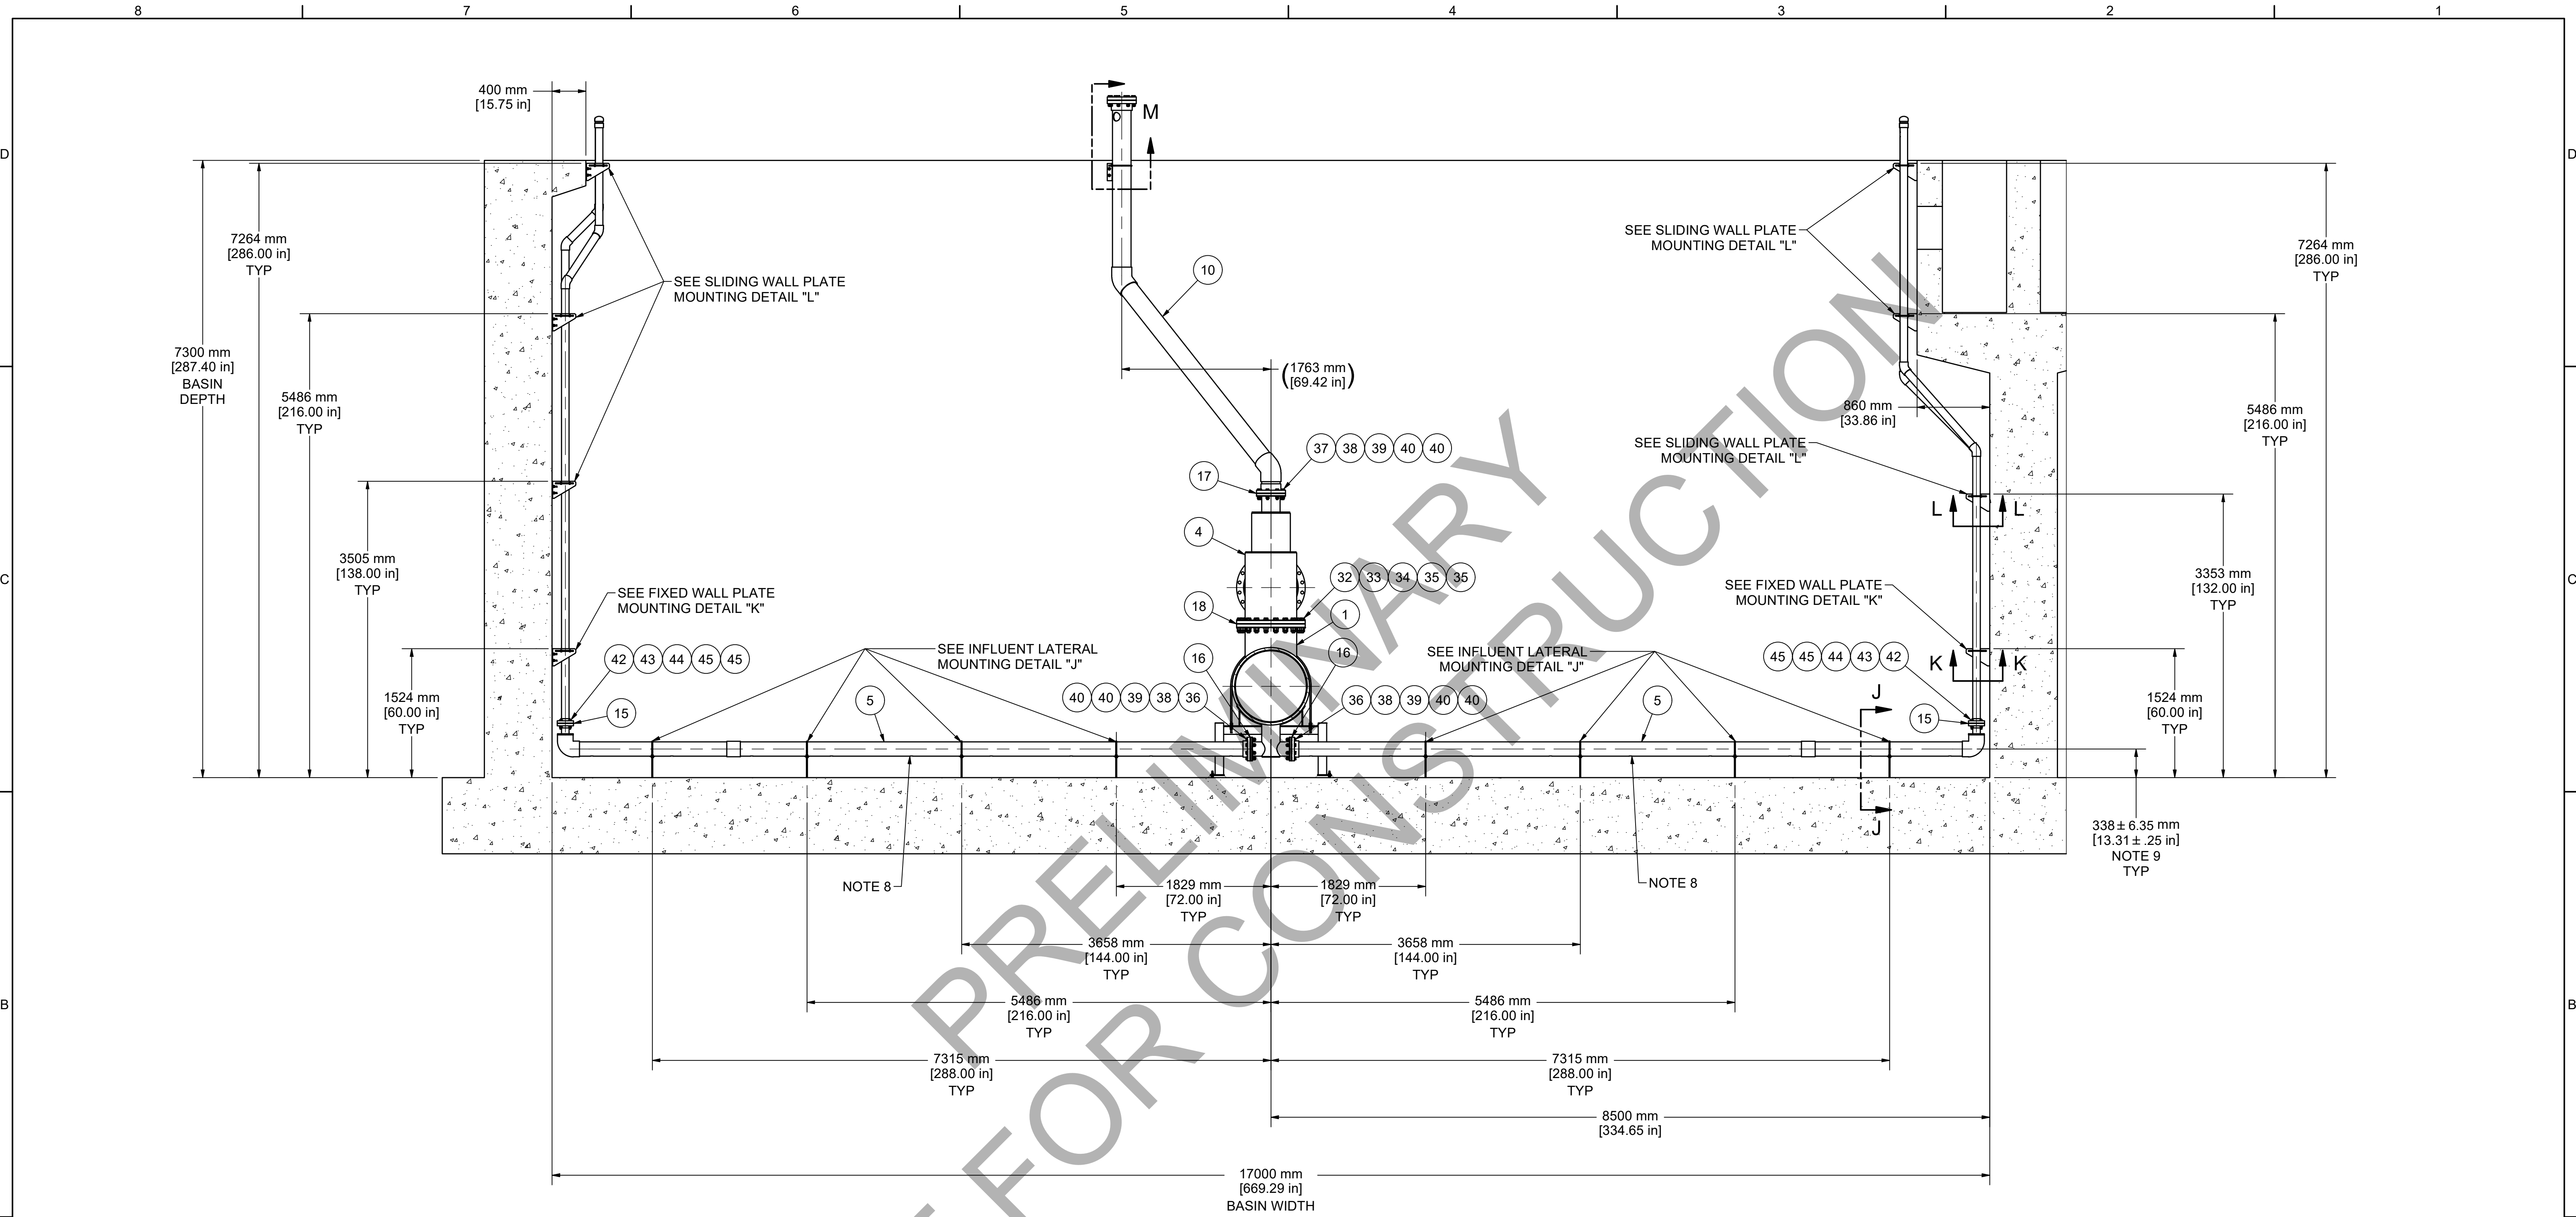 8 7 6 5 4 3 2 1
D
D
C
C
B
B
400 mm
[15.75 in]
M
7264 mm
[286.00 in]
TYP
7300 mm
[287.40 in]
BASIN
DEPTH
5486 mm
[216.00 in]
TYP
3505 mm
[138.00 in]
TYP
1524 mm
[60.00 in]
TYP
SEE SLIDING WALL PLATE
MOUNTING DETAIL "L"
SEE FIXED WALL PLATE
MOUNTING DETAIL "K"
42 43 44 45 45
15
5
SEE INFLUENT LATERAL
MOUNTING DETAIL "J"
40 40 39 38 36
16
10
(1763 mm
[69.42 in])
37 38 39 40 40
17
4
32 33 34 35 35
18
1
16
36 38 39 40 40
SEE INFLUENT LATERAL
MOUNTING DETAIL "J"
5
SEE SLIDING WALL PLATE
MOUNTING DETAIL "L"
860 mm
[33.86 in]
SEE SLIDING WALL PLATE
MOUNTING DETAIL "L"
L L
SEE FIXED WALL PLATE
MOUNTING DETAIL "K"
45 45 44 43 42
K K
15
J
J
7264 mm
[286.00 in]
TYP
5486 mm
[216.00 in]
TYP
3353 mm
[132.00 in]
TYP
1524 mm
[60.00 in]
TYP
338 ± 6.35 mm
[13.31 ± .25 in]
NOTE 9
TYP
NOTE 8
NOTE 8
1829 mm
[72.00 in]
TYP
1829 mm
[72.00 in]
TYP
3658 mm
[144.00 in]
TYP
3658 mm
[144.00 in]
TYP
5486 mm
[216.00 in]
TYP
5486 mm
[216.00 in]
TYP
7315 mm
[288.00 in]
TYP
7315 mm
[288.00 in]
TYP
8500 mm
[334.65 in]
17000 mm
[669.29 in]
BASIN WIDTH
PRELIMINARY
FOR CONSTRUCTION